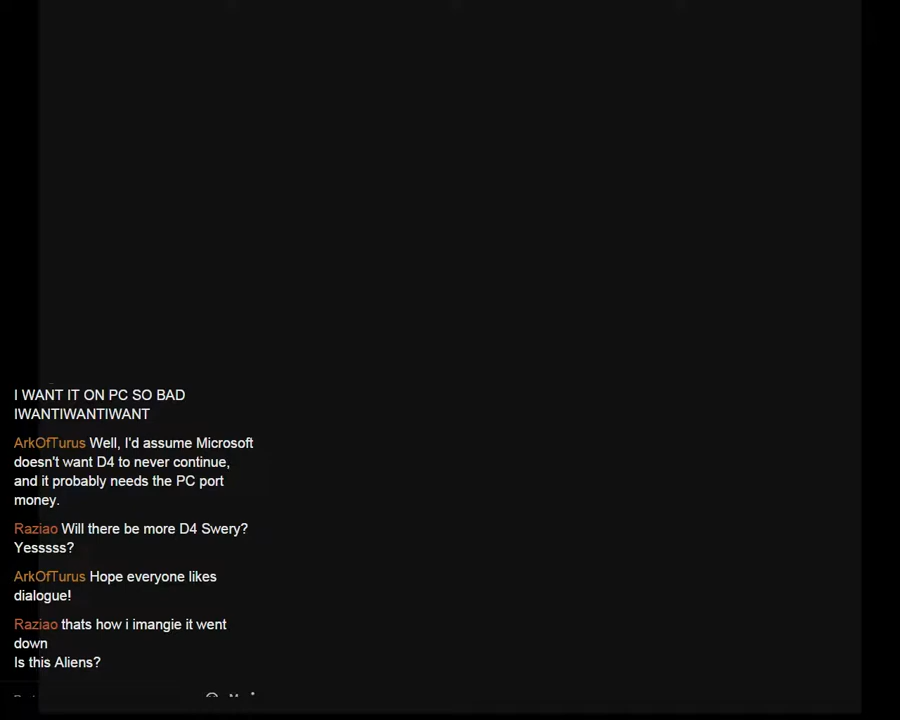 I WANT IT ON PC SO BAD
IWANTIWANTIWANT
ArkOfTurus Well, I'd assume Microsoft
doesn't want D4 to never continue,
and it probably needs the PC port
money.
Raziao Will there be more D4 Swery?
Yesssss?
ArkOfTurus Hope everyone likes
dialogue!
Raziao thats how i imangie it went
down
Is this Aliens?